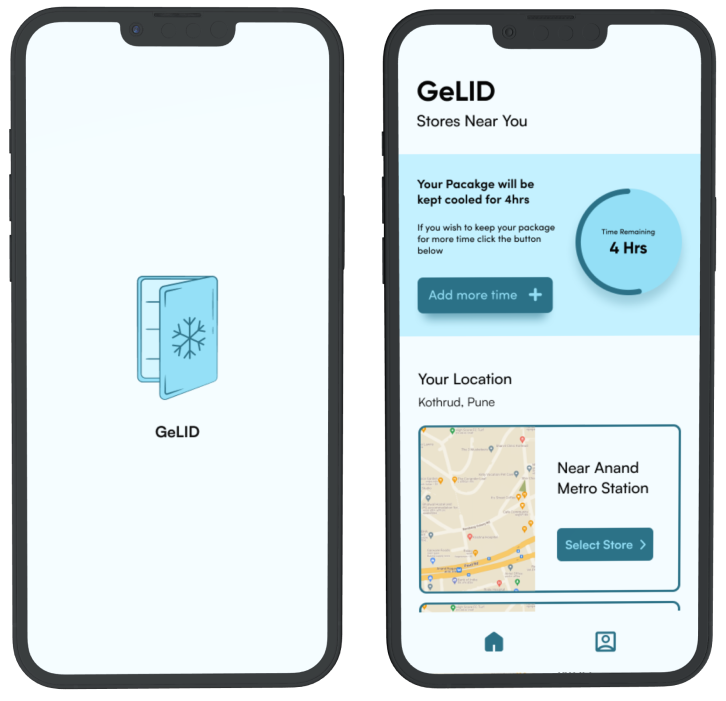 GeLID
GeLID
Stores Near You
Your Pacakge will be
kept cooled for 4hrs
If you wish to keep your package
for more time click the button
below
Add more time +
Time Remaining
4 Hrs
Your Location
Kothrud, Pune
Near Anand
Metro Station
Select Store >